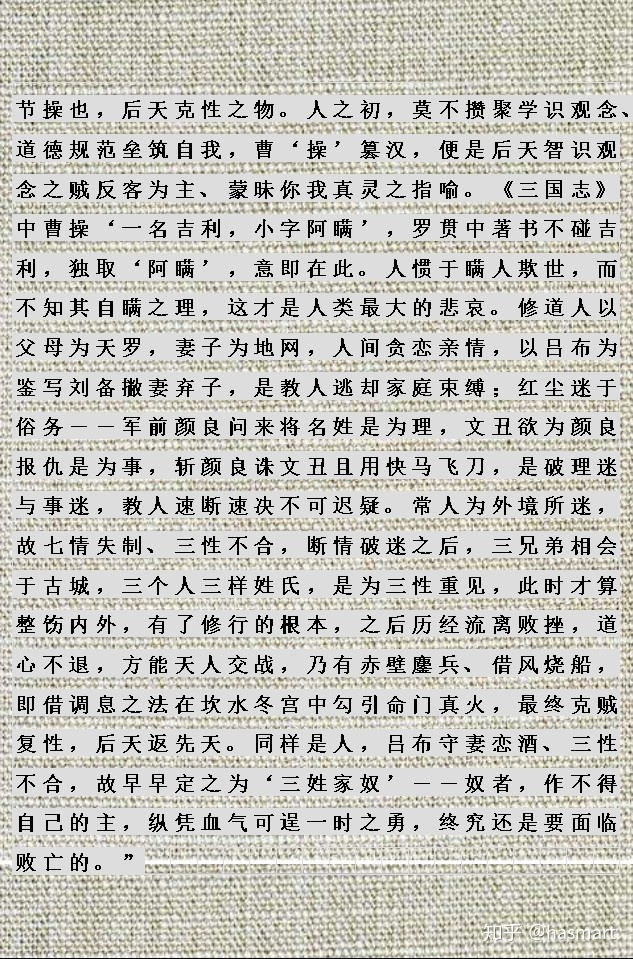 节操也，后天克性之物。人之初，莫不攒聚学识观念、
道德规范垒筑自我，曹‘操’篡汉，便是后天智识观
念之贼反客为主、蒙昧你我真灵之指喻。《三国志》
中曹操‘一名吉利，小字阿瞒’，罗贯中著书不碰吉
利，独取‘阿瞒’，意即在此。人惯于瞒人欺世，而
不知其自瞒之理，这才是人类最大的悲哀。修道人以
父母为天罗，妻子为地网，人间贪恋亲情，以吕布为
鉴写刘备撇妻弃子，是教人逃却家庭束缚；红尘迷于
俗务——军前颜良问来将名姓是为理，文丑欲为颜良
报仇是为事，斩颜良诛文丑且用快马飞刀，是破理迷
与事迷，教人速断速决不可迟疑。常人为外境所迷，
故七情失制、三性不合，断情破迷之后，三兄弟相会
于古城，三个人三样姓氏，是为三性重见，此时才算
整饬内外，有了修行的根本，之后历经流离败挫，道
心不退，方能天人交战，乃有赤壁鏖兵、借风烧船，
即借调息之法在坎水冬宫中勾引命门真火，最终克贼
复性，后天返先天。同样是人，吕布守妻恋酒、三性
不合，故早早定之为‘三姓家奴’——奴者，作不得
自己的主，纵凭血气可逞一时之勇，终究还是要面临
败亡的。”
知乎 @hasmart